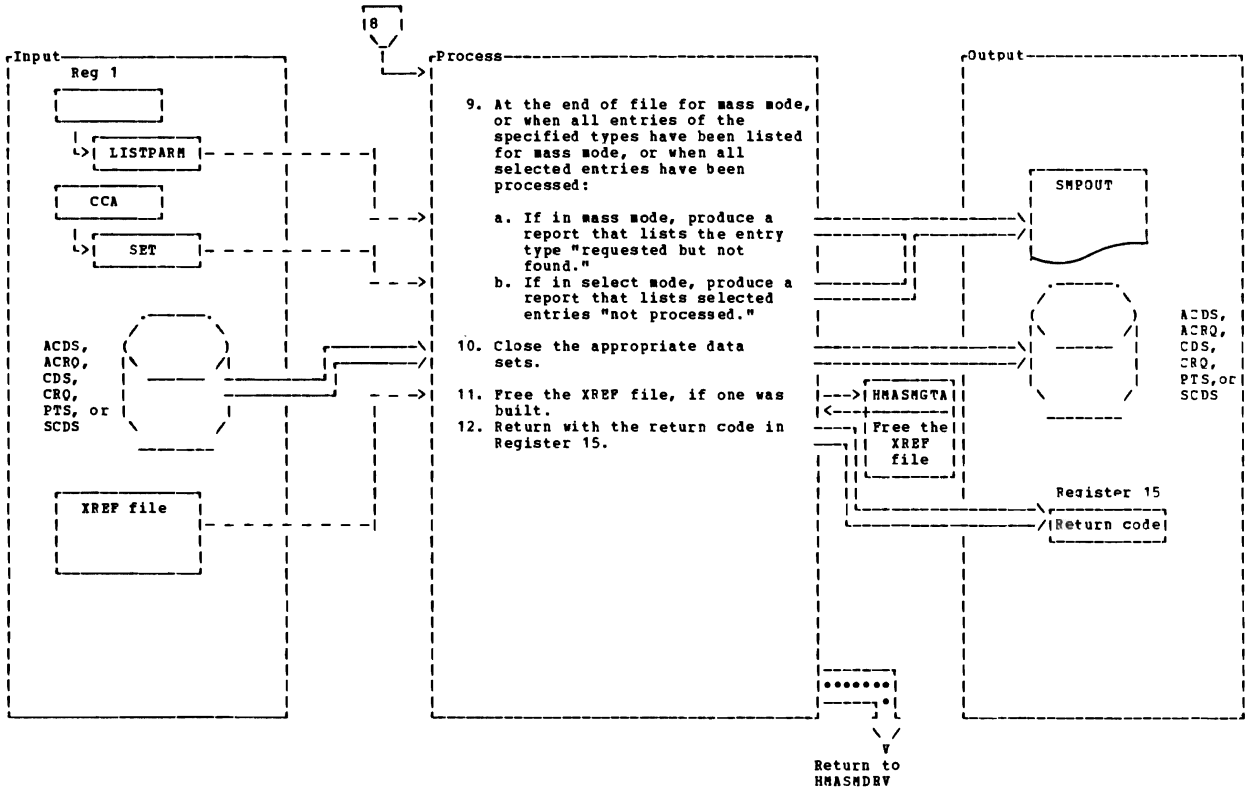 8
Input
Reg 1
LISTPARM
CCA
SET
ACDS,
ACRQ,
CDS,
CRQ,
PTS, or
SCDS
XREF file
Process
9. At the end of file for mass mode,
or when all entries of the
specified types have been listed
for mass mode, or when all
selected entries have been
processed:
a. If in mass mode, produce a
report that lists the entry
type "requested but not
found."
b. If in select mode, produce a
report that lists selected
entries "not processed."
10. Close the appropriate data
sets.
11. Free the XREF file, if one was
built.
12. Return with the return code in
Register 15.
HMASMGTA
Free the
XREF
file
Output
SMPOUT
ACDS,
ACRQ,
CDS,
CRQ,
PTS,or
SCDS
Register 15
Return code
Return to
HMASMDRV